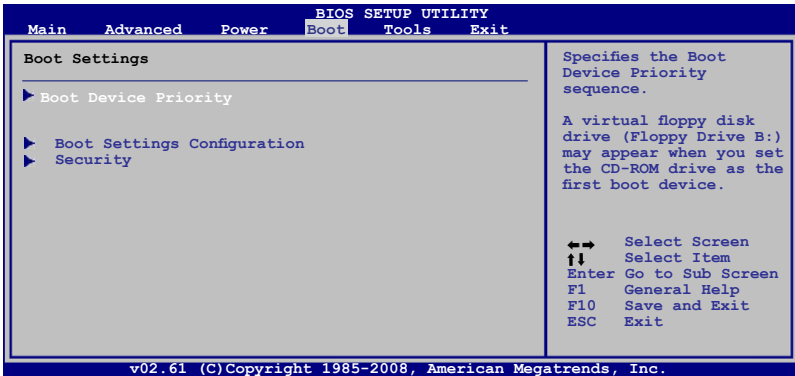 BIOS SETUP UTILITY
Main Advanced Power Boot Tools Exit
Boot Settings
Boot Device Priority
Boot Settings Configuration
Security
Specifies the Boot
Device Priority
sequence.
A virtual floppy disk
drive (Floppy Drive B:)
may appear when you set
the CD-ROM drive as the
first boot device.
←→ Select Screen
↑↓ Select Item
Enter Go to Sub Screen
F1 General Help
F10 Save and Exit
ESC Exit
v02.61 (C)Copyright 1985-2008, American Megatrends, Inc.